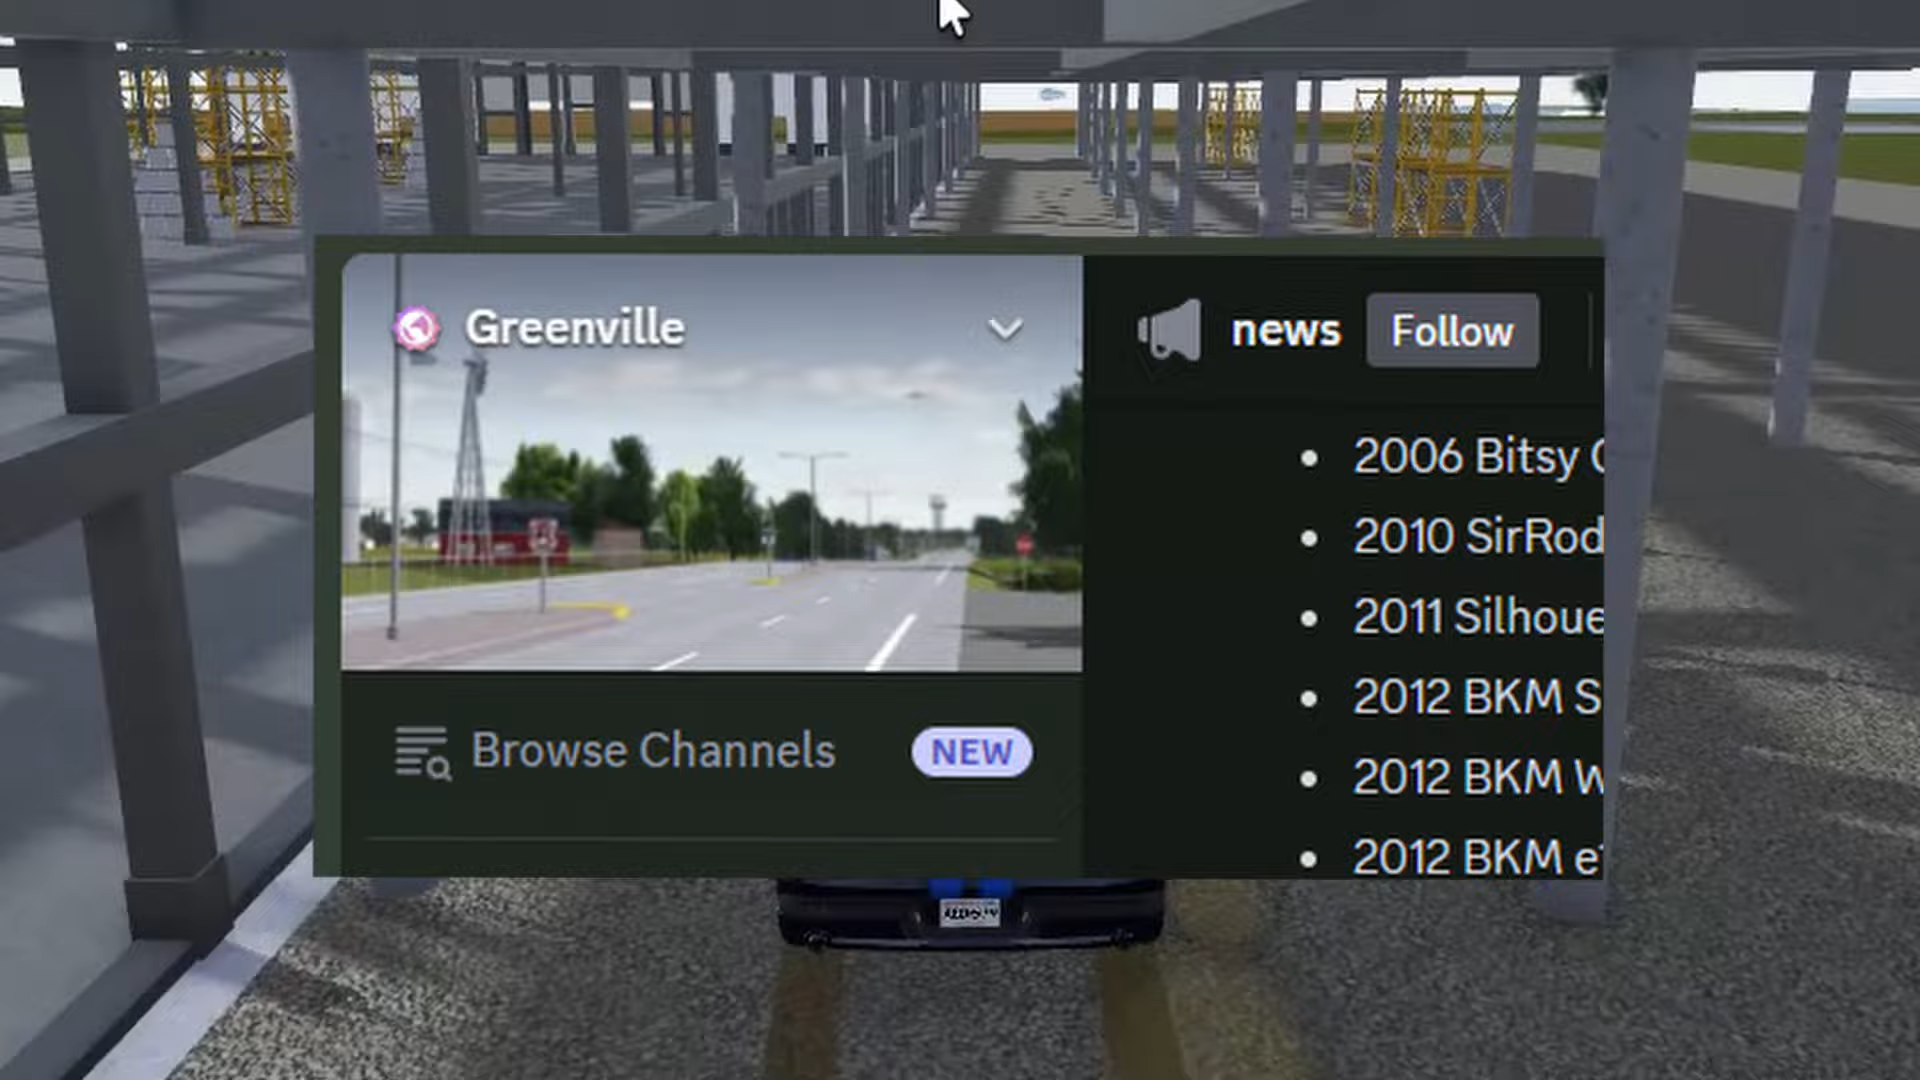 Greenville
news Follow
2006 Bitsy
2010 SirRod
2011 Silhoue
2012 BKM S
2012 BKM W
2012 BKM e
Browse Channels NEW